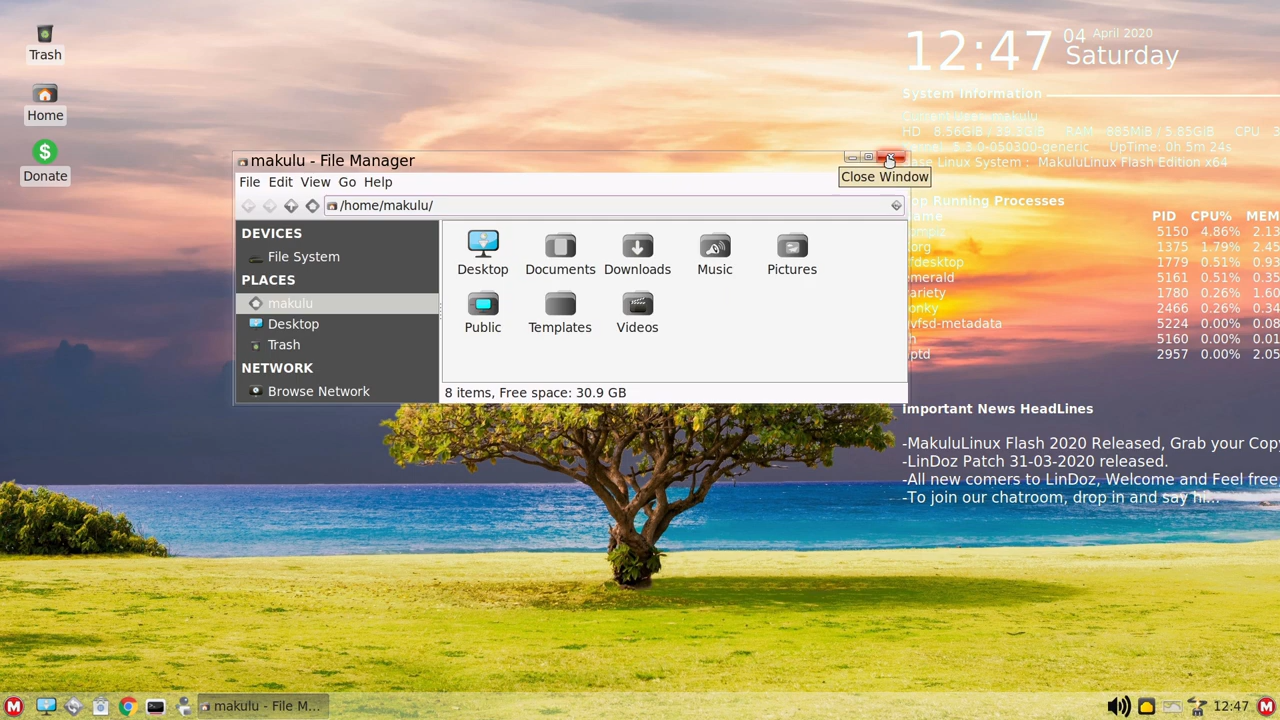 Trash
Home
Donate
makulu - File Manager
Close Window
File Edit View Go Help
/home/makulu/
DEVICES
File System
PLACES
makulu
Desktop
Trash
NETWORK
Browse Network
Desktop Documents Downloads Music Pictures
Public Templates Videos
8 items, Free space: 30.9 GB
12:47 04 April 2020
Saturday
System Information
makulu
HD 8.56GiB / 39.3GiB RAM 885MiB / 5.85GiB CPU 3
5.3.0-050300-generic UpTime: 0h 5m 24s
Linux System : MakuluLinux Flash Edition x64
Running Processes
PID CPU% MEM
5150 4.86% 2.13
1375 1.79% 2.45
1779 0.51% 0.93
5161 0.51% 0.35
1780 0.26% 1.60
2466 0.26% 0.34
vfsd-metadata 5224 0.00% 0.08
5160 0.00% 0.01
2957 0.00% 2.05
Important News HeadLines
-MakuluLinux Flash 2020 Released, Grab your Copy
-LinDoz Patch 31-03-2020 released.
-All new comers to LinDoz, Welcome and Feel free
-To join our chatroom, drop in and say hi...
makulu - File M...
12:47